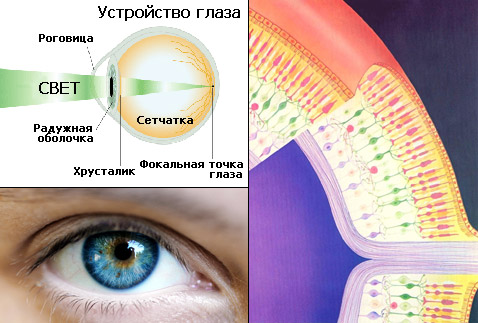 Устройство глаза
Роговица
СВЕТ
Сетчатка
Радужная
оболочка
Хрусталик
Фокальная точка
глаза